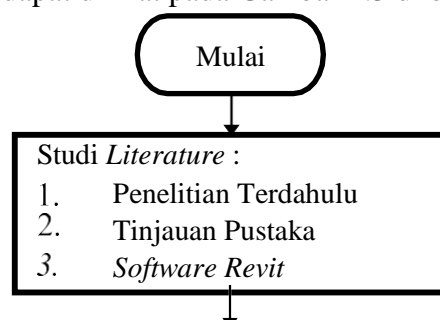 Mulai
Studi Literature :
1. Penelitian Terdahulu
2. Tinjauan Pustaka
3. Software Revit